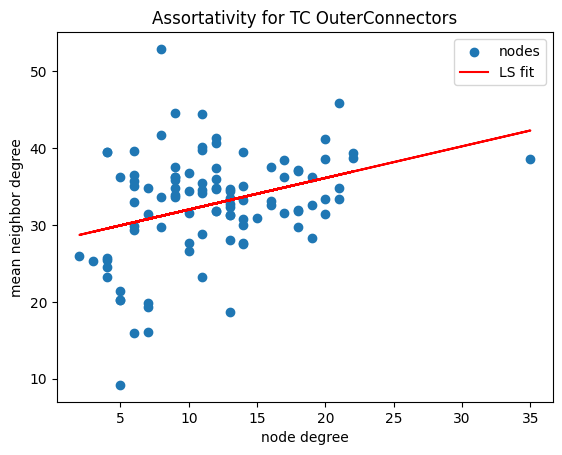 Assortativity for TC OuterConnectors
nodes
LS fit
mean neighbor degree
50
40
30
20
10
5
10
15
20
25
30
35
node degree